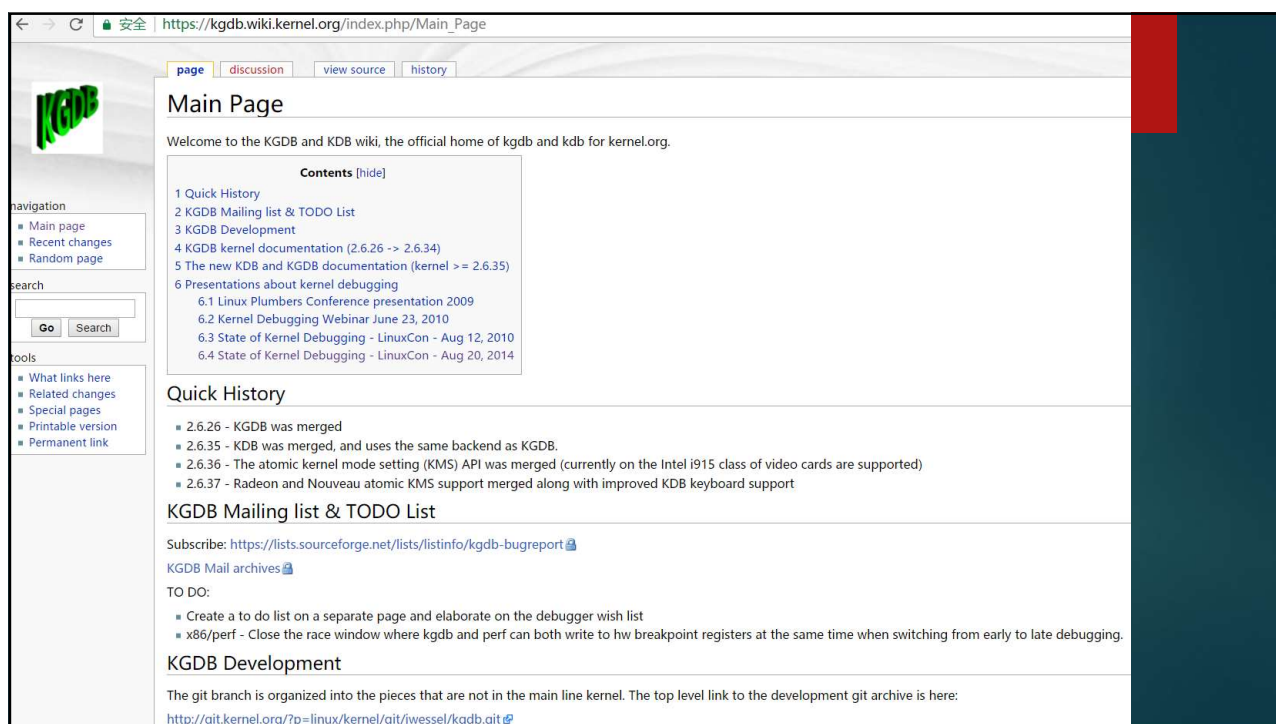 安全 https://kgdb.wiki.kernel.org/index.php/Main_Page
KGDB
page discussion view source history
Main Page
Welcome to the KGDB and KDB wiki, the official home of kgdb and kdb for kernel.org.
Contents [hide]
1 Quick History
2 KGDB Mailing list & TODO List
3 KGDB Development
4 KGDB kernel documentation (2.6.26 -> 2.6.34)
5 The new KDB and KGDB documentation (kernel >= 2.6.35)
6 Presentations about kernel debugging
6.1 Linux Plumbers Conference presentation 2009
6.2 Kernel Debugging Webinar June 23, 2010
6.3 State of Kernel Debugging - LinuxCon - Aug 12, 2010
6.4 State of Kernel Debugging - LinuxCon - Aug 20, 2014
navigation
Main page
Recent changes
Random page
search
Go Search
tools
What links here
Related changes
Special pages
Printable version
Permanent link
Quick History
2.6.26 - KGDB was merged
2.6.35 - KDB was merged, and uses the same backend as KGDB.
2.6.36 - The atomic kernel mode setting (KMS) API was merged (currently on the Intel i915 class of video cards are supported)
2.6.37 - Radeon and Nouveau atomic KMS support merged along with improved KDB keyboard support
KGDB Mailing list & TODO List
Subscribe: https://lists.sourceforge.net/lists/listinfo/kgdb-bugreport
KGDB Mail archives
TO DO:
Create a to do list on a separate page and elaborate on the debugger wish list
x86/perf - Close the race window where kgdb and perf can both write to hw breakpoint registers at the same time when switching from early to late debugging.
KGDB Development
The git branch is organized into the pieces that are not in the main line kernel. The top level link to the development git archive is here:
http://git.kernel.org/?p=linux/kernel/git/jwessel/kgdb.git